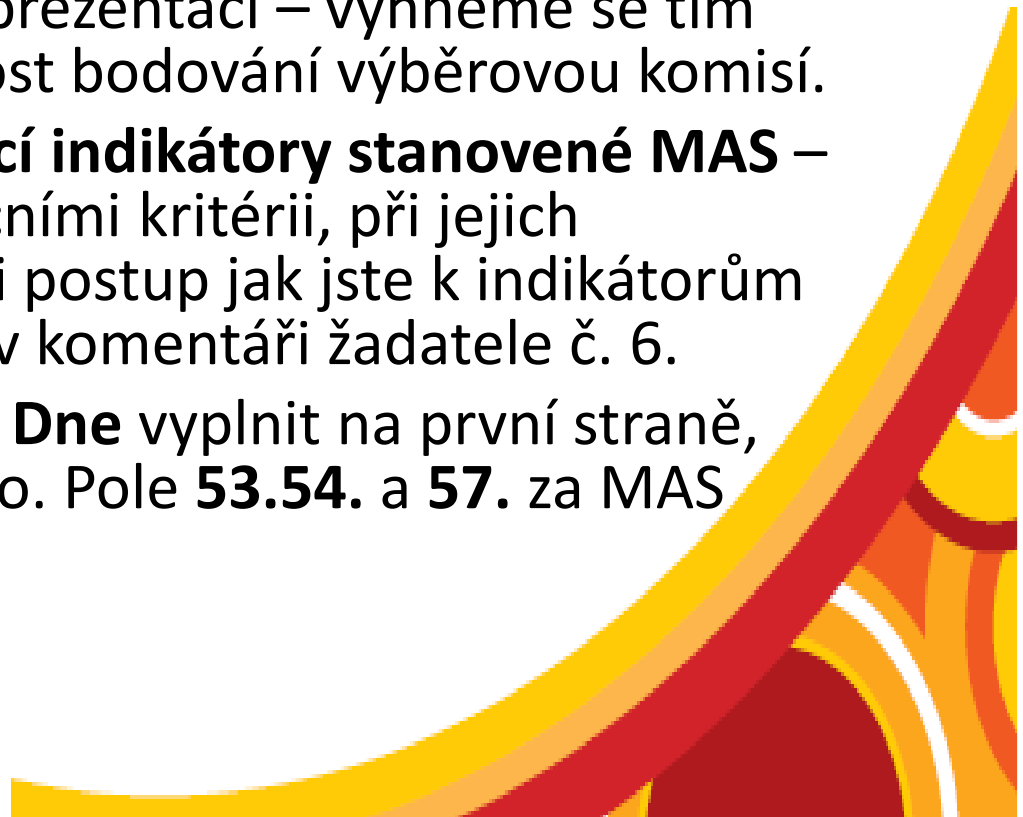 prezentaci – vyhneme se tím
ost bodování výběrovou komisí.
cí indikátory stanovené MAS –
čními kritérii, při jejich
i postup jak jste k indikátorům
v komentáři žadatele č. 6.
Dne vyplnit na první straně,
o. Pole 53.54. a 57. za MAS